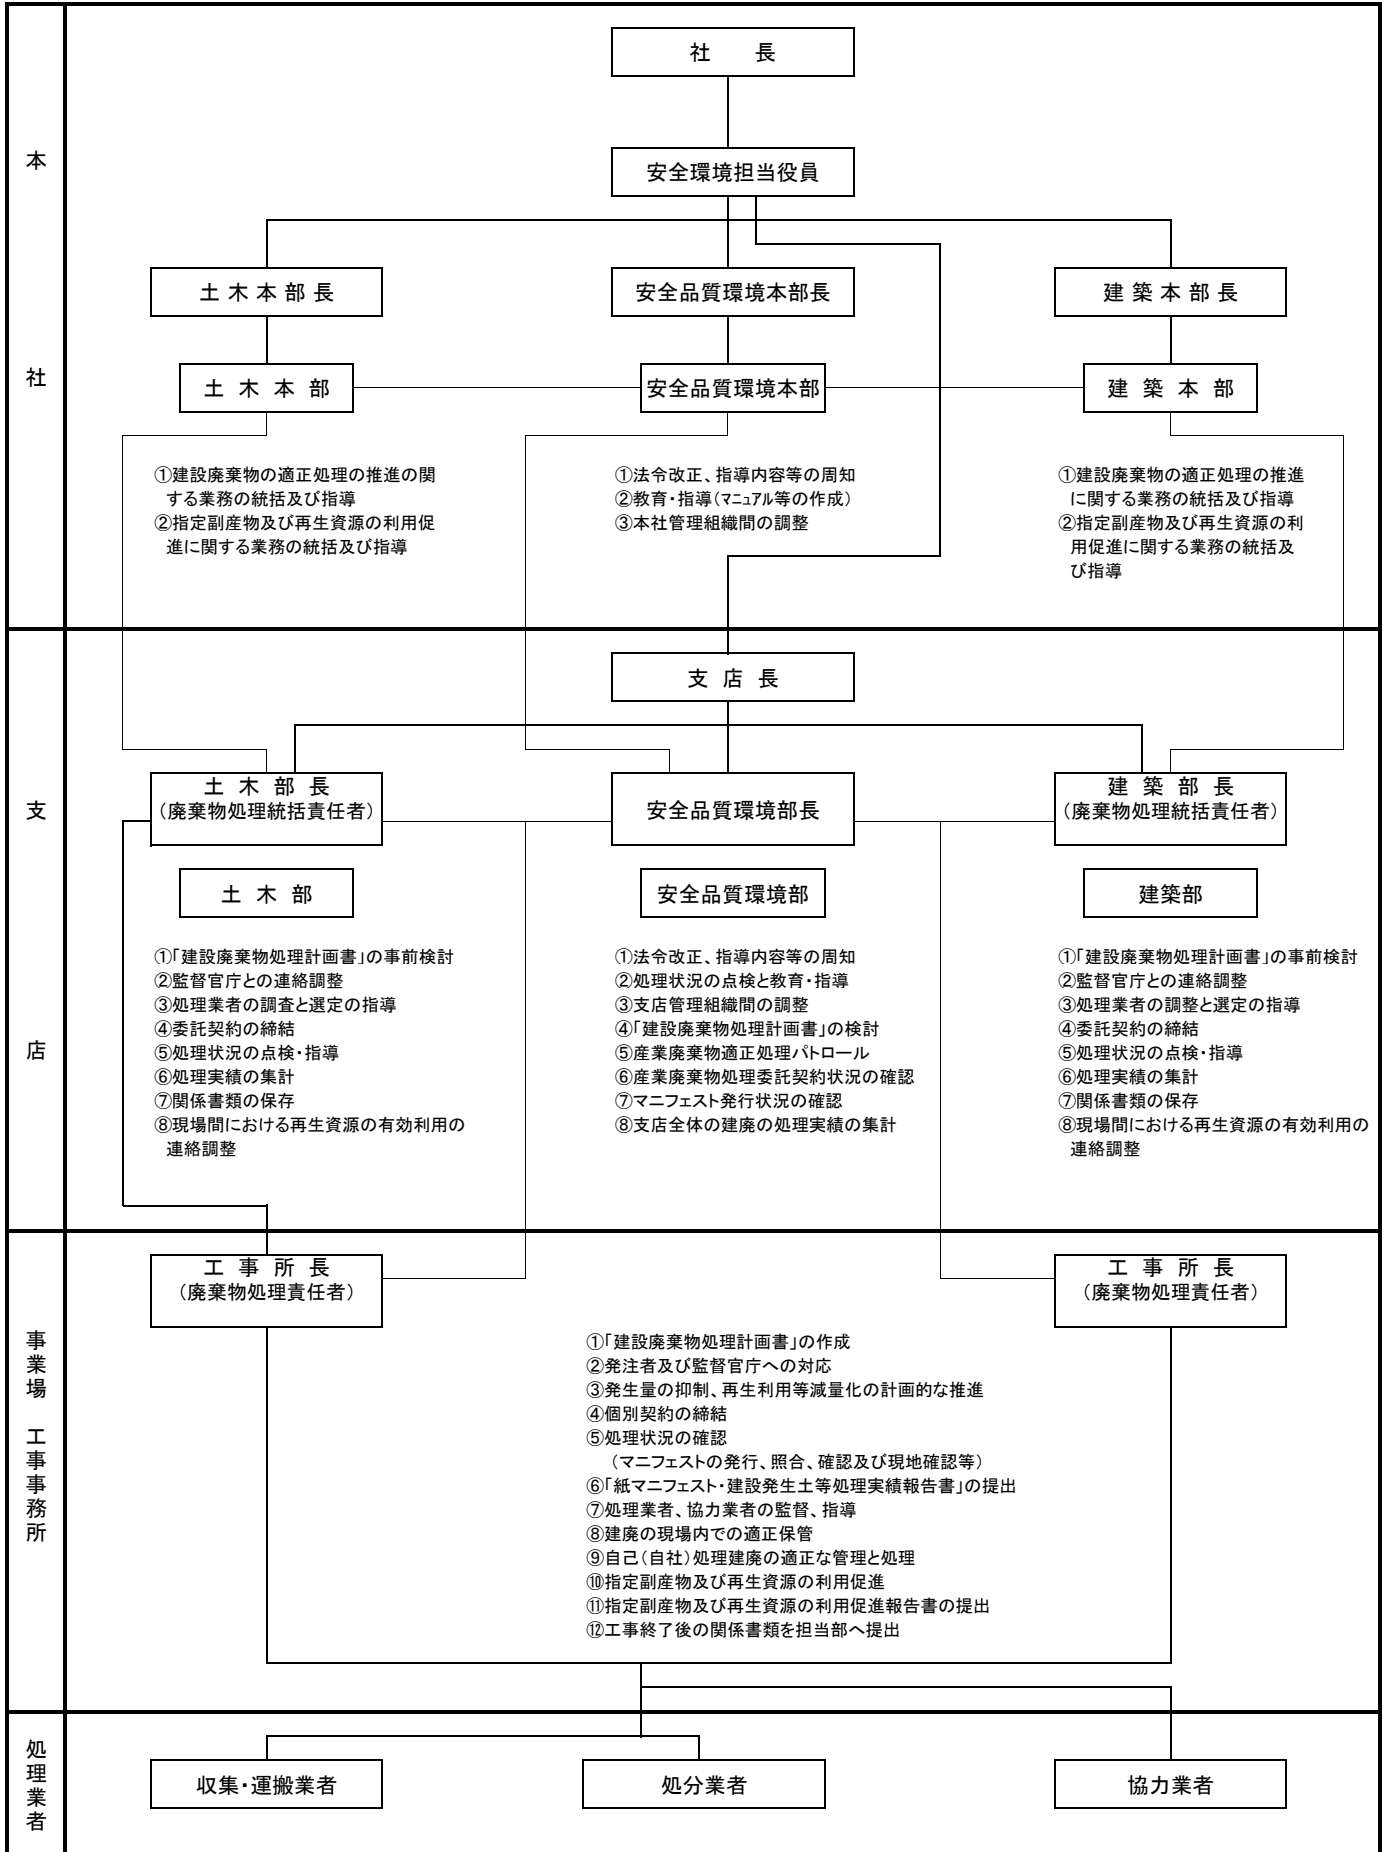 本
社
社 長
安全環境担当役員
土 木 本 部 長
安全品質環境本部長
建 築 本 部 長
土 木 本 部
安全品質環境本部
建 築 本 部
①建設廃棄物の適正処理の推進の関
する業務の統括及び指導
②指定副産物及び再生資源の利用促
進に関する業務の統括及び指導
①法令改正、指導内容等の周知
②教育・指導(マニュアル等の作成)
③本社管理組織間の調整
①建設廃棄物の適正処理の推進
に関する業務の統括及び指導
②指定副産物及び再生資源の利
用促進に関する業務の統括及
び指導
支
店
支 店 長
土 木 部 長
(廃棄物処理統括責任者)
安全品質環境部長
建 築 部 長
(廃棄物処理統括責任者)
土 木 部
安全品質環境部
建築部
①「建設廃棄物処理計画書」の事前検討
②監督官庁との連絡調整
③処理業者の調査と選定の指導
④委託契約の締結
⑤処理状況の点検・指導
⑥処理実績の集計
⑦関係書類の保存
⑧現場間における再生資源の有効利用の
連絡調整
①法令改正、指導内容等の周知
②処理状況の点検と教育・指導
③支店管理組織間の調整
④「建設廃棄物処理計画書」の検討
⑤産業廃棄物適正処理パトロール
⑥産業廃棄物処理委託契約状況の確認
⑦マニフェスト発行状況の確認
⑧支店全体の建廃の処理実績の集計
①「建設廃棄物処理計画書」の事前検討
②監督官庁との連絡調整
③処理業者の調整と選定の指導
④委託契約の締結
⑤処理状況の点検・指導
⑥処理実績の集計
⑦関係書類の保存
⑧現場間における再生資源の有効利用の
連絡調整
事業場 工事事務所
工 事 所 長
(廃棄物処理責任者)
工 事 所 長
(廃棄物処理責任者)
①「建設廃棄物処理計画書」の作成
②発注者及び監督官庁への対応
③発生量の抑制、再生利用等減量化の計画的な推進
④個別契約の締結
⑤処理状況の確認
(マニフェストの発行、照合、確認及び現地確認等)
⑥「紙マニフェスト・建設発生土等処理実績報告書」の提出
⑦処理業者、協力業者の監督、指導
⑧建廃の現場内での適正保管
⑨自己(自社)処理建廃の適正な管理と処理
⑩指定副産物及び再生資源の利用促進
⑪指定副産物及び再生資源の利用促進報告書の提出
⑫工事終了後の関係書類を担当部へ提出
処理業者
収集・運搬業者
処分業者
協力業者